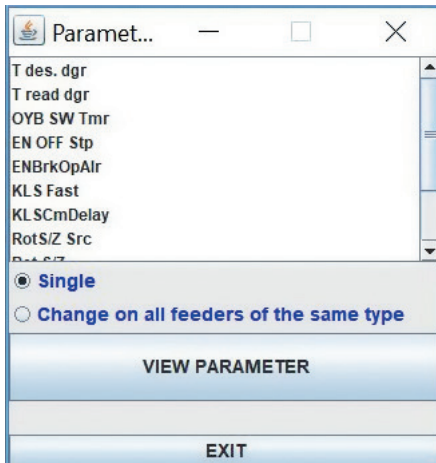 Paramet...
T des. dgr
T read dgr
OYB SW Tmr
EN OFF Stp
ENBrkOpAlr
KLS Fast
KLSCmDelay
RotS/Z Src
Single
Change on all feeders of the same type
VIEW PARAMETER
EXIT